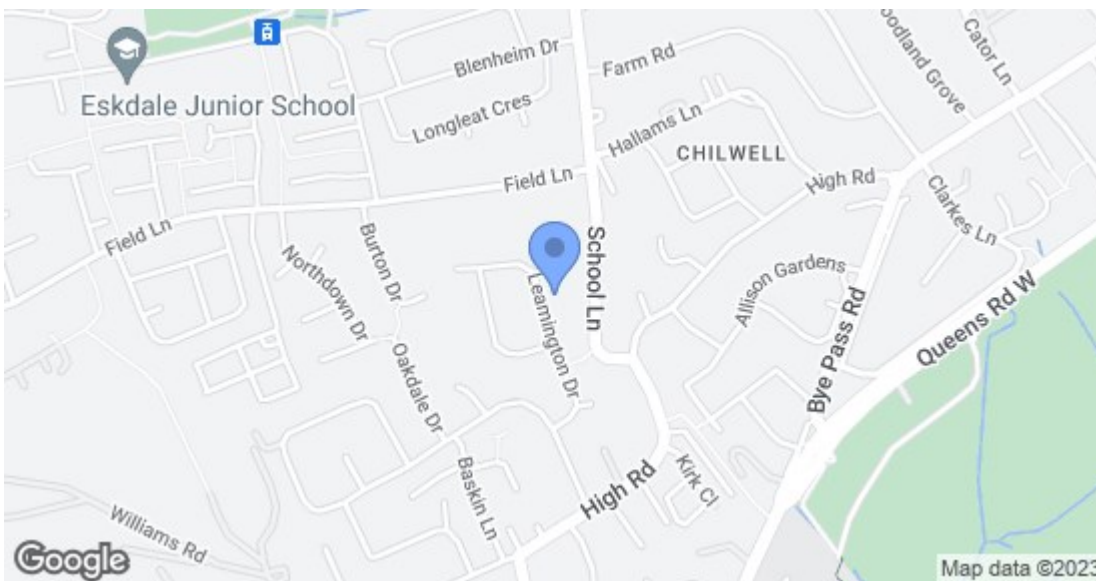 Eskdale Junior School
Blenheim Dr
Longleat Cres
Farm Rd
Hallams Ln
Woodland Grove
Cator Ln
CHILWELL
High Rd
Field Ln
Field Ln
Clarkes Ln
Burton Dr
Northdown Dr
School Ln
Leamington Dr
Allison Gardens
Bye Pass Rd
Queens Rd W
Oakdale Dr
Baskin Ln
High Rd
Kirk Cl
Williams Rd
Google
Map data ©2023